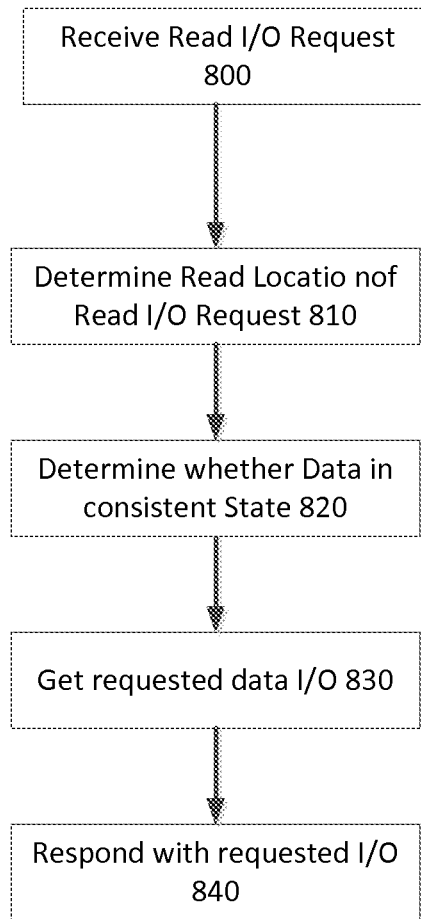 Receive Read I/O Request
800
Determine Read Locatio nof
Read I/O Request 810
Determine whether Data in
consistent State 820
Get requested data I/O 830
Respond with requested I/O
840